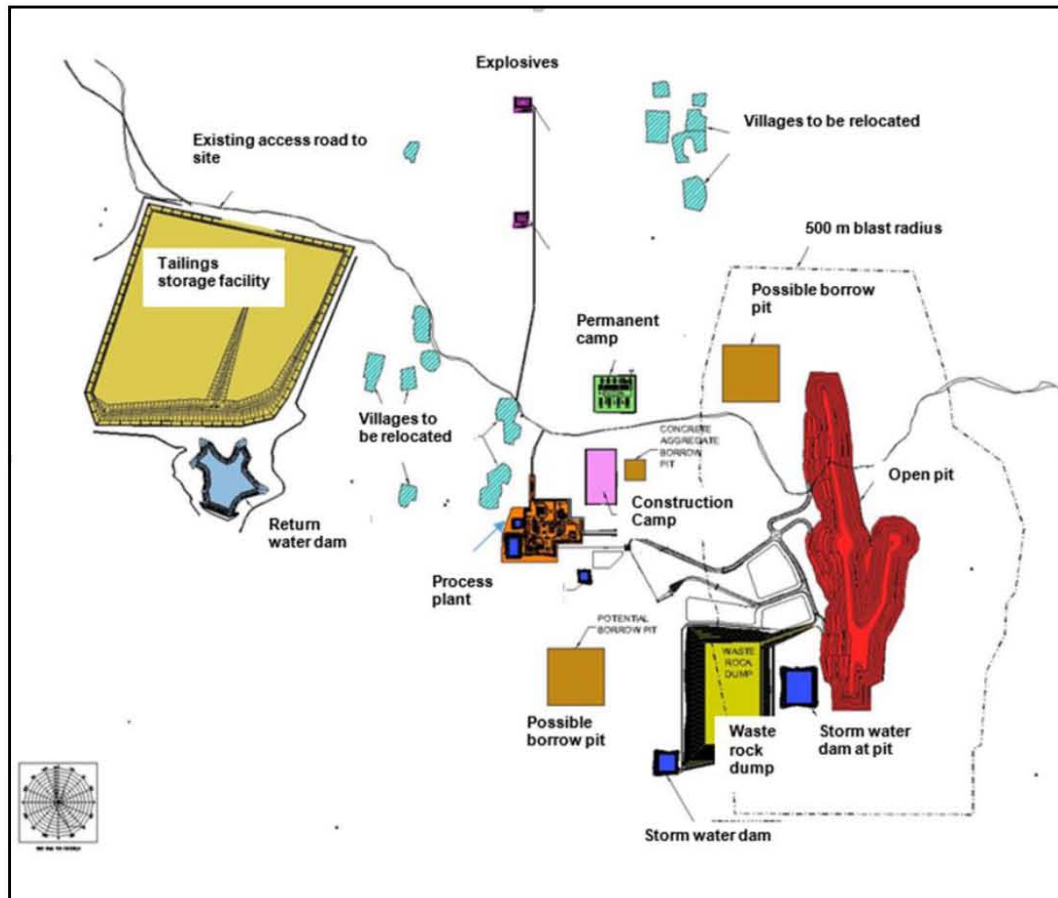 Explosives
Villages to be relocated
Existing access road to
site
500 m blast radius
Tailings
storage facility
Possible borrow
pit
Permanent
camp
Villages to
be relocated
CONCRETE
AGGREGATE
BORROW
PIT
Open pit
Construction
Camp
Return
water dam
Process
plant
POTENTIAL
BORROW PIT
WASTE
ROCK
DUMP
Possible
borrow pit
Waste
rock
dump
Storm water
dam at pit
Storm water dam